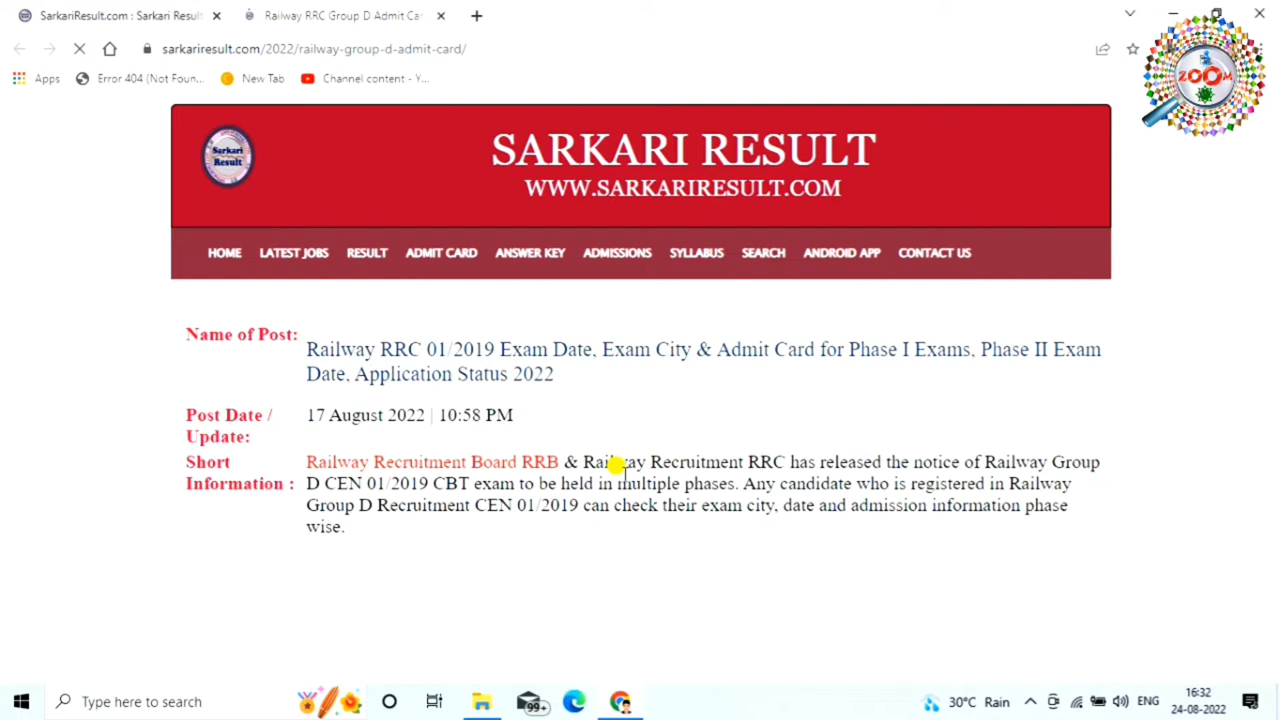 SarkariResult.com : Sarkari Result
Railway RRC Group D Admit Ca
sarkariresult.com/2022/railway-group-d-admit-card/
Apps
Error 404 (Not Foun...
New Tab
Channel content - Y...
ZOOM
Sarkari
Result
SARKARI RESULT
WWW.SARKARIRESULT.COM
HOME LATEST JOBS RESULT ADMIT CARD ANSWER KEY ADMISSIONS SYLLABUS SEARCH ANDROID APP CONTACT US
Name of Post:
Railway RRC 01/2019 Exam Date, Exam City & Admit Card for Phase I Exams, Phase II Exam
Date, Application Status 2022
Post Date /
Update:
17 August 2022 | 10:58 PM
Short
Information :
Railway Recruitment Board RRB & Railway Recruitment RRC has released the notice of Railway Group
D CEN 01/2019 CBT exam to be held in multiple phases. Any candidate who is registered in Railway
Group D Recruitment CEN 01/2019 can check their exam city, date and admission information phase
wise.
Type here to search
99+
30°C Rain
ENG
16:32
24-08-2022